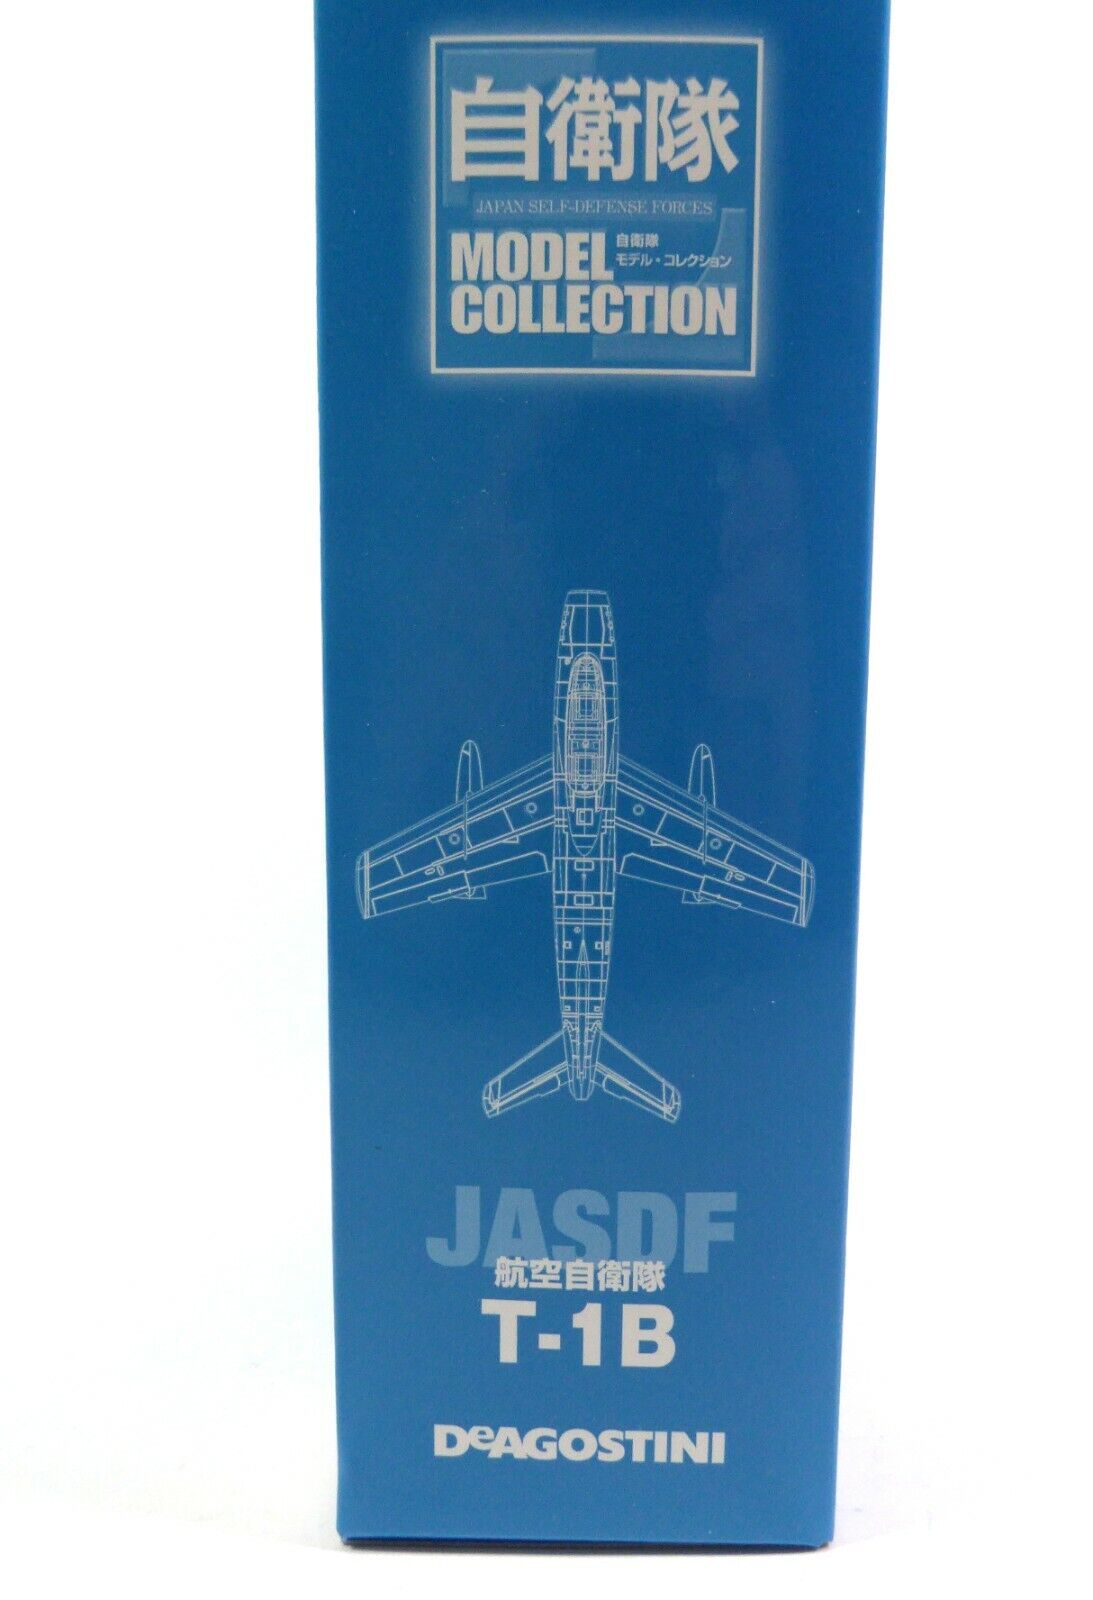 自衛隊
JAPAN SELF-DEFENSE FORCES
MODEL
自衛隊
モデル・コレクション
COLLECTION
JASDF
航空自衛隊
T-1B
DeAGOSTINI